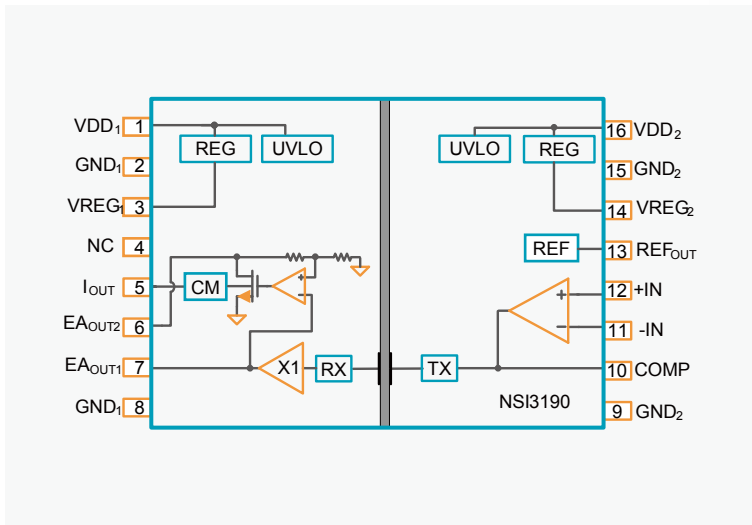 VDD₁ 1
GND₁ 2
VREG₁ 3
NC 4
IOUT 5
EAOUT2 6
EAOUT1 7
GND₁ 8
REG UVLO
CM
+
−
X1 RX
UVLO REG
REF
+
−
TX
NSI3190
16 VDD₂
15 GND₂
14 VREG₂
13 REFOUT
12 +IN
11 -IN
10 COMP
9 GND₂